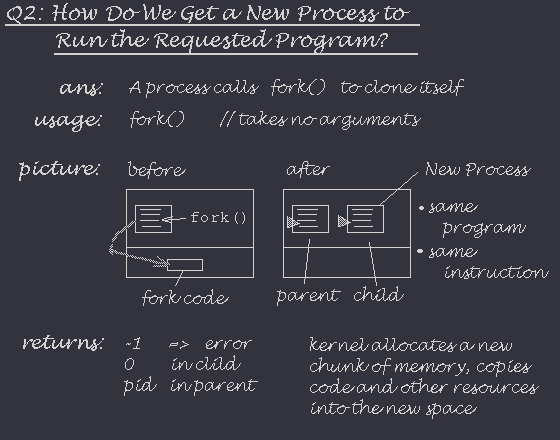 Q2: How Do We Get a New Process to
Run the Requested Program?
ans: A process calls fork() to clone itself
usage: fork() // takes no arguments
picture: before after New Process
fork()
• same
program
• same
instruction
fork code parent child
returns: -1 => error
0 in child
pid in parent
kernel allocates a new
chunk of memory, copies
code and other resources
into the new space